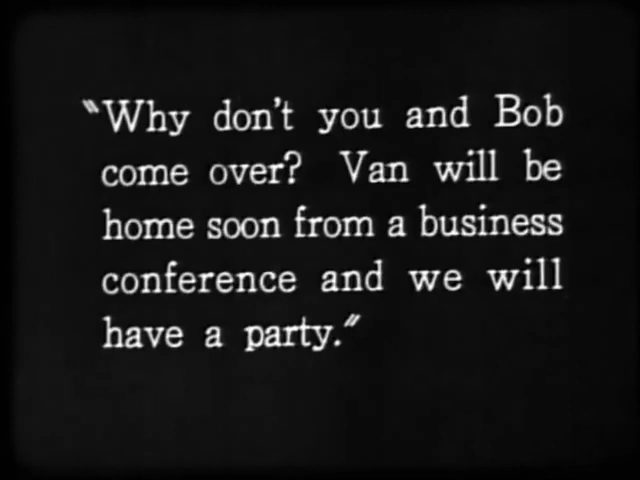 "Why don't you and Bob
come over? Van will be
home soon from a business
conference and we will
have a party."